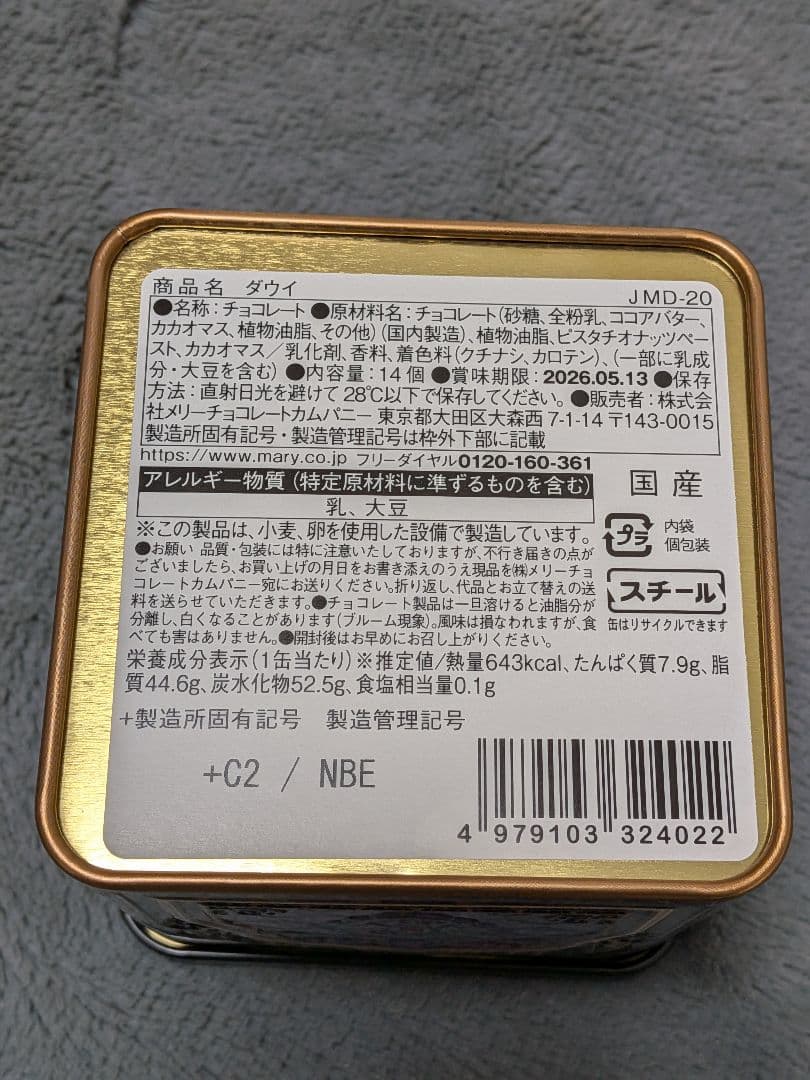 商品名 ダウイ
JMD-20
●名称：チョコレート ●原材料名：チョコレート（砂糖、全粉乳、ココアバター、
カカオマス、植物油脂、その他）（国内製造）、植物油脂、ピスタチオナッツペー
スト、カカオマス／乳化剤、香料、着色料（クチナシ、カロテン）、（一部に乳成
分・大豆を含む）●内容量：14個 ●賞味期限：2026.05.13 ●保存
方法：直射日光を避けて28℃以下で保存してください。●販売者：株式会
社メリーチョコレートカムパニー 東京都大田区大森西7-1-14 〒143-0015
製造所固有記号・製造管理記号は枠外下部に記載
https://www.mary.co.jp フリーダイヤル0120-160-361
アレルギー物質（特定原材料に準ずるものを含む）
乳、大豆
国産
※この製品は、小麦、卵を使用した設備で製造しています。
プラ
内袋
個包装
●お願い 品質・包装には特に注意いたしておりますが、不行き届きの点が
ございましたら、お買い上げの月日をお書き添えのうえ現品を㈱メリーチョ
コレートカムパニー宛にお送りください。折り返し、代品とお立て替えの送
料を送らせていただきます。●チョコレート製品は一旦溶けると油脂分が
分離し、白くなることがあります（ブルーム現象）。風味は損なわれますが、食
べても害はありません。●開封後はお早めにお召し上がりください。
スチール
缶はリサイクルできます
栄養成分表示（1缶当たり）※推定値/熱量643kcal、たんぱく質7.9g、脂
質44.6g、炭水化物52.5g、食塩相当量0.1g
+製造所固有記号 製造管理記号
+C2 / NBE
4 979103 324022